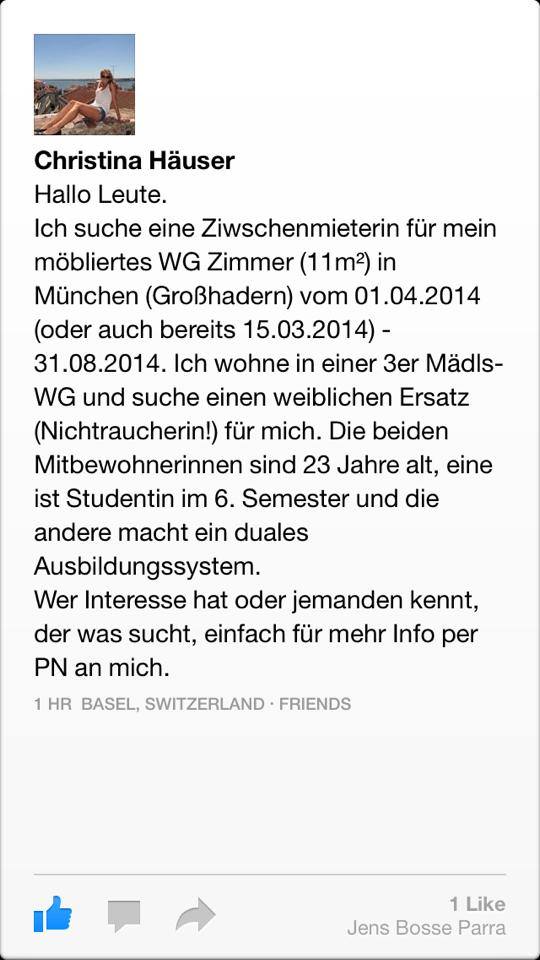 Christina Häuser
Hallo Leute.
Ich suche eine Ziwschenmieterin für mein
möbliertes WG Zimmer (11m²) in
München (Großhadern) vom 01.04.2014
(oder auch bereits 15.03.2014) -
31.08.2014. Ich wohne in einer 3er Mädls-
WG und suche einen weiblichen Ersatz
(Nichtraucherin!) für mich. Die beiden
Mitbewohnerinnen sind 23 Jahre alt, eine
ist Studentin im 6. Semester und die
andere macht ein duales
Ausbildungssystem.
Wer Interesse hat oder jemanden kennt,
der was sucht, einfach für mehr Info per
PN an mich.
1 HR BASEL, SWITZERLAND · FRIENDS
1 Like
Jens Bosse Parra